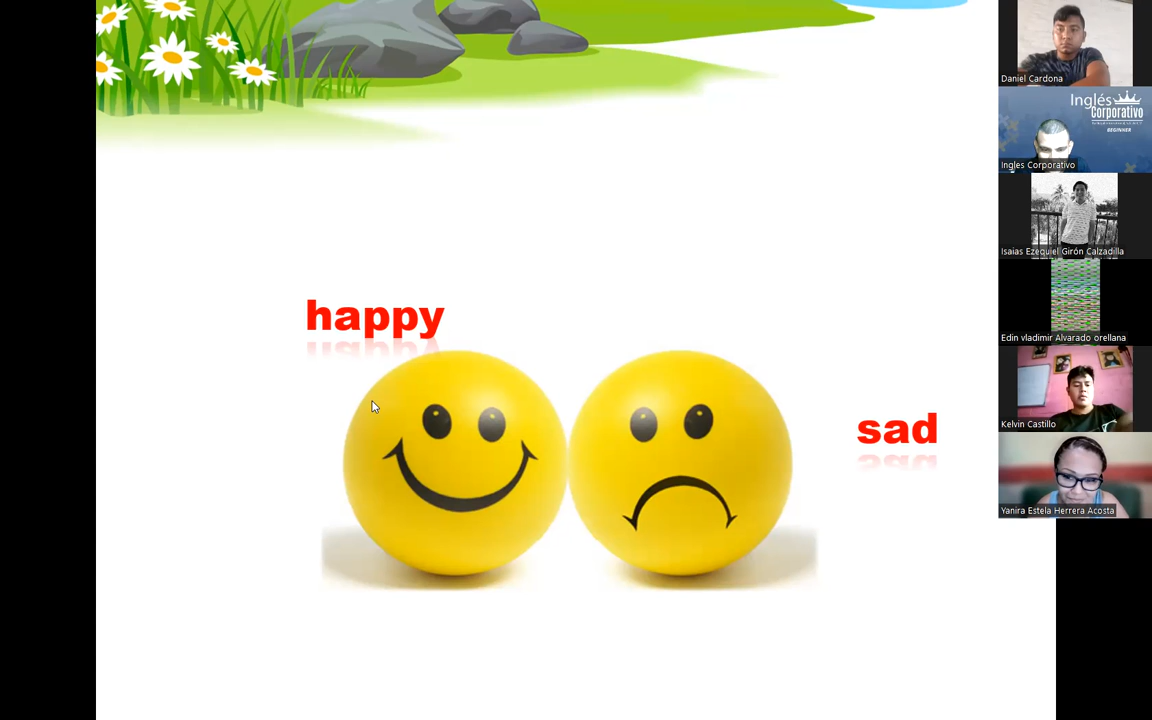 happy
sad
Daniel Cardona
Inglés
Corporativo
BEGINNER
Ingles Corporativo
Isaias Ezequiel Girón Calzadilla
Edin vladimir Alvarado orellana
Kelvin Castillo
Yanira Estela Herrera Acosta